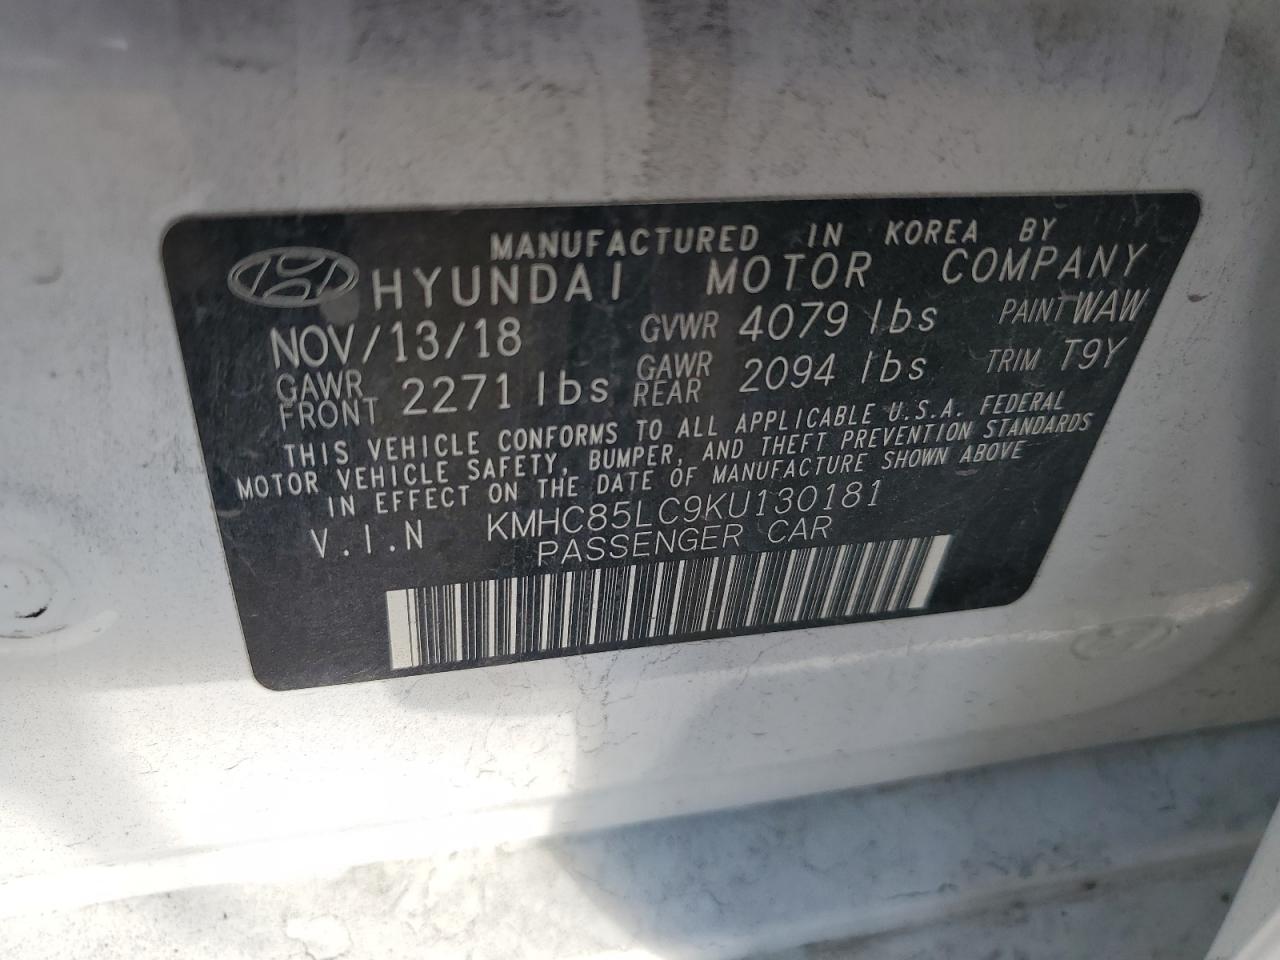 MANUFACTURED IN KOREA BY
HYUNDAI MOTOR COMPANY
NOV/13/18 GVWR 4079 lbs PAINT WAW
GAWR FRONT 2271 lbs GAWR REAR 2094 lbs TRIM T9Y
THIS VEHICLE CONFORMS TO ALL APPLICABLE U.S.A. FEDERAL
MOTOR VEHICLE SAFETY, BUMPER, AND THEFT PREVENTION STANDARDS
IN EFFECT ON THE DATE OF MANUFACTURE SHOWN ABOVE
V.I.N KMHC85LC9KU130181
PASSENGER CAR